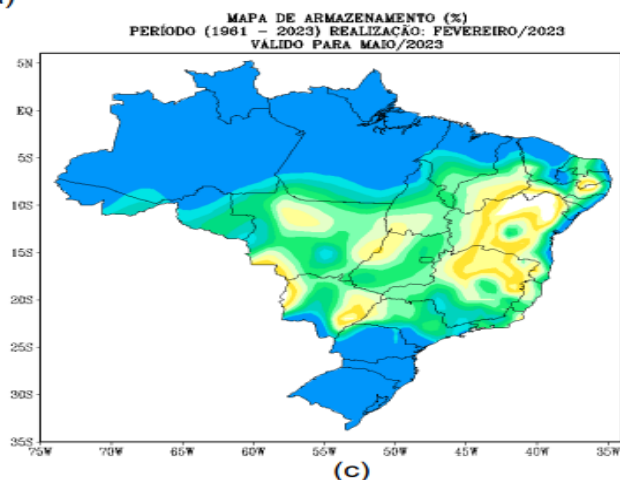 MAPA DE ARMAZENAMENTO (%)
PERÍODO (1961 – 2023) REALIZAÇÃO: FEVEREIRO/2023
VÁLIDO PARA MAIO/2023
5N
EQ
5S
10S
15S
20S
25S
30S
35S
75W 70W 65W 60W 55W 50W 45W 40W 35W
(C)